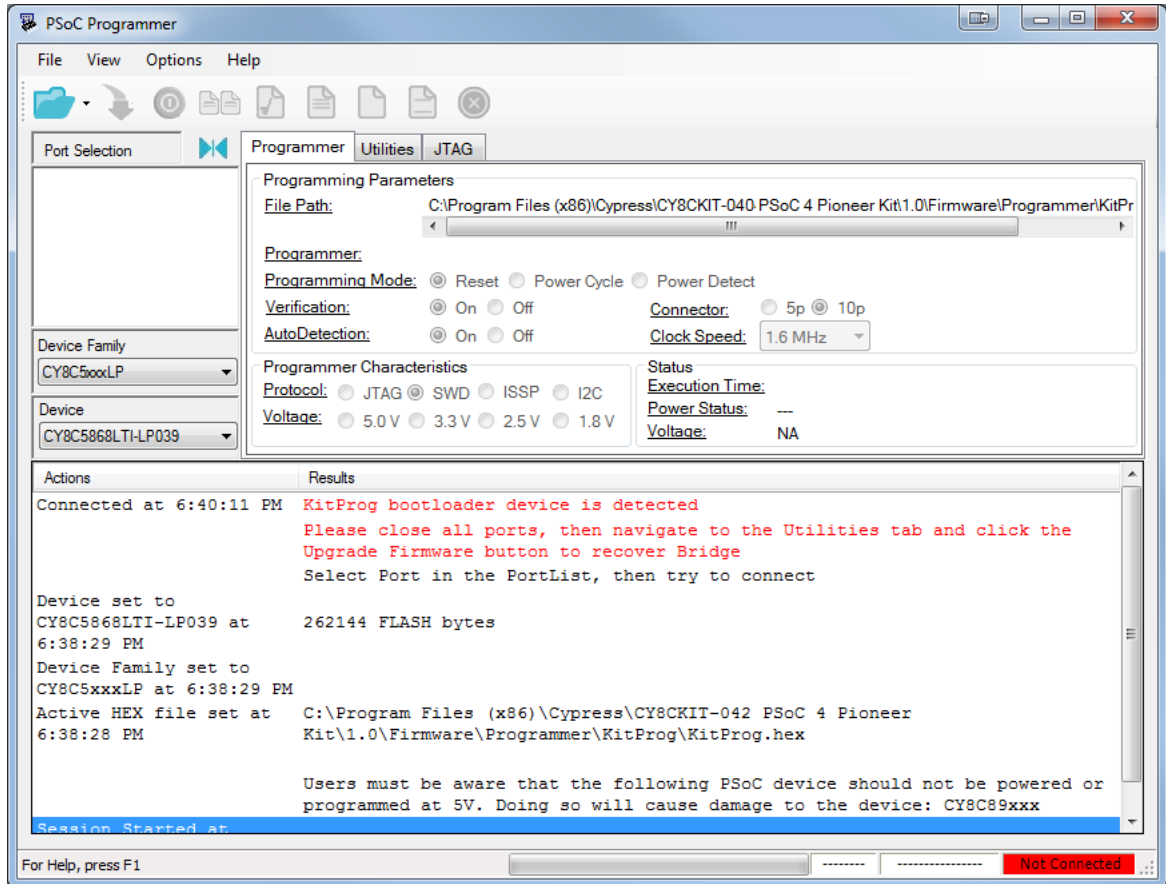 PSoC Programmer
File View Options Help
Port Selection
Programmer Utilities JTAG
Programming Parameters
File Path: C:\Program Files (x86)\Cypress\CY8CKIT-040 PSoC 4 Pioneer Kit\1.0\Firmware\Programmer\KitPr
Programmer:
Programming Mode: Reset Power Cycle Power Detect
Verification: On Off Connector: 5p 10p
AutoDetection: On Off Clock Speed: 1.6 MHz
Device Family
CY8C5xxxLP
Device
CY8C5868LTI-LP039
Programmer Characteristics
Protocol: JTAG SWD ISSP I2C
Voltage: 5.0 V 3.3 V 2.5 V 1.8 V
Status
Execution Time:
Power Status: ---
Voltage: NA
Actions Results
Connected at 6:40:11 PM KitProg bootloader device is detected
Please close all ports, then navigate to the Utilities tab and click the
Upgrade Firmware button to recover Bridge
Select Port in the PortList, then try to connect
Device set to
CY8C5868LTI-LP039 at 262144 FLASH bytes
6:38:29 PM
Device Family set to
CY8C5xxxLP at 6:38:29 PM
Active HEX file set at C:\Program Files (x86)\Cypress\CY8CKIT-042 PSoC 4 Pioneer
6:38:28 PM Kit\1.0\Firmware\Programmer\KitProg\KitProg.hex
Users must be aware that the following PSoC device should not be powered or
programmed at 5V. Doing so will cause damage to the device: CY8C89xxx
Session Started at
For Help, press F1 -------- ---------------- Not Connected